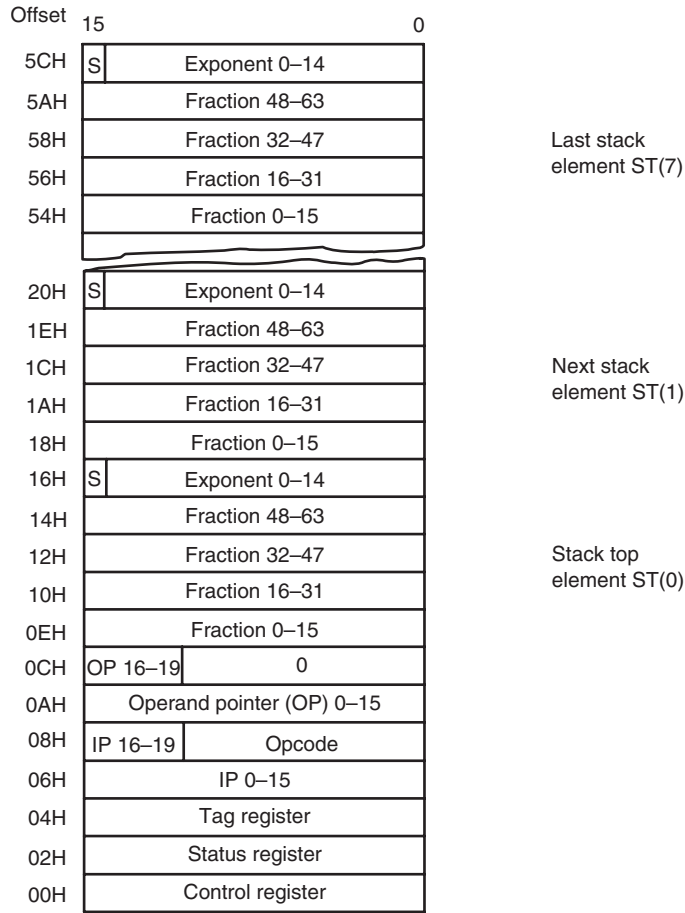 Offset 15 0
5CH S Exponent 0–14
5AH Fraction 48–63
58H Fraction 32–47 Last stack
56H Fraction 16–31 element ST(7)
54H Fraction 0–15
20H S Exponent 0–14
1EH Fraction 48–63
1CH Fraction 32–47 Next stack
1AH Fraction 16–31 element ST(1)
18H Fraction 0–15
16H S Exponent 0–14
14H Fraction 48–63
12H Fraction 32–47 Stack top
10H Fraction 16–31 element ST(0)
0EH Fraction 0–15
0CH OP 16–19 0
0AH Operand pointer (OP) 0–15
08H IP 16–19 Opcode
06H IP 0–15
04H Tag register
02H Status register
00H Control register